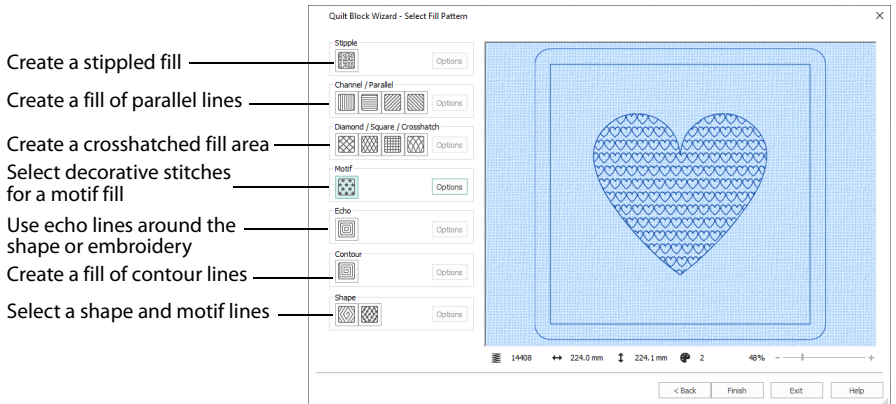 Quilt Block Wizard - Select Fill Pattern
Create a stippled fill
Stipple
Options
Create a fill of parallel lines
Channel / Parallel
Options
Create a crosshatched fill area
Diamond / Square / Crosshatch
Options
Select decorative stitches
for a motif fill
Motif
Options
Use echo lines around the
shape or embroidery
Echo
Options
Create a fill of contour lines
Contour
Options
Select a shape and motif lines
Shape
Options
14408 224.0 mm 224.1 mm 2 48% - +
< Back Finish Exit Help